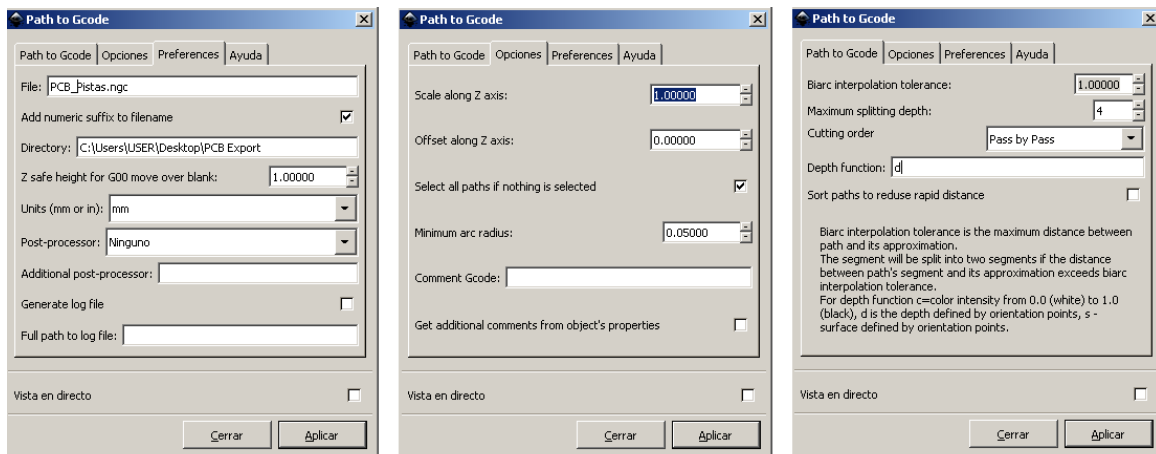 Path to Gcode
Path to Gcode Opciones Preferences Ayuda
File: PCB_Pistas.ngc
Add numeric suffix to filename
Directory: C:\Users\USER\Desktop\PCB Export
Z safe height for G00 move over blank: 1.00000
Units (mm or in): mm
Post-processor: Ninguno
Additional post-processor:
Generate log file
Full path to log file:
Vista en directo
Cerrar Aplicar
Path to Gcode
Path to Gcode Opciones Preferences Ayuda
Scale along Z axis: 1.00000
Offset along Z axis: 0.00000
Select all paths if nothing is selected
Minimum arc radius: 0.05000
Comment Gcode:
Get additional comments from object's properties
Vista en directo
Cerrar Aplicar
Path to Gcode
Path to Gcode Opciones Preferences Ayuda
Biarc interpolation tolerance: 1.00000
Maximum splitting depth: 4
Cutting order Pass by Pass
Depth function: d
Sort paths to reduse rapid distance
Biarc interpolation tolerance is the maximum distance between
path and its approximation.
The segment will be split into two segments if the distance
between path's segment and its approximation exceeds biarc
interpolation tolerance.
For depth function c=color intensity from 0.0 (white) to 1.0
(black), d is the depth defined by orientation points, s -
surface defined by orientation points.
Vista en directo
Cerrar Aplicar